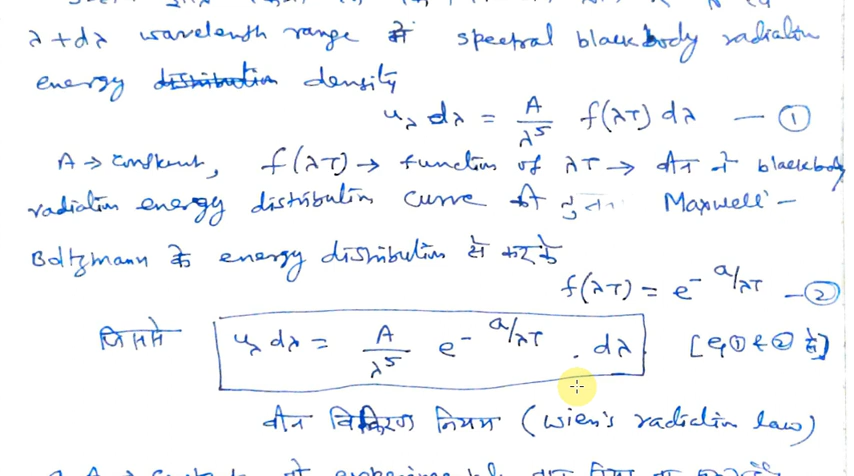 λ+dλ wavelength range में spectral blackbody radiation
energy distribution density
u_λ dλ = A/λ⁵ f(λT) dλ — ①
A → constant, f(λT) → function of λT → वीन ने blackbody
radiation energy distribution curve की तुलना Maxwell –
Boltzmann के energy distribution से करके
f(λT) = e^{-a/λT} — ②
जिससे u_λ dλ = A/λ⁵ e^{-a/λT} . dλ [eq ① & ② से]
वीन विकिरण नियम (Wien's radiation law)